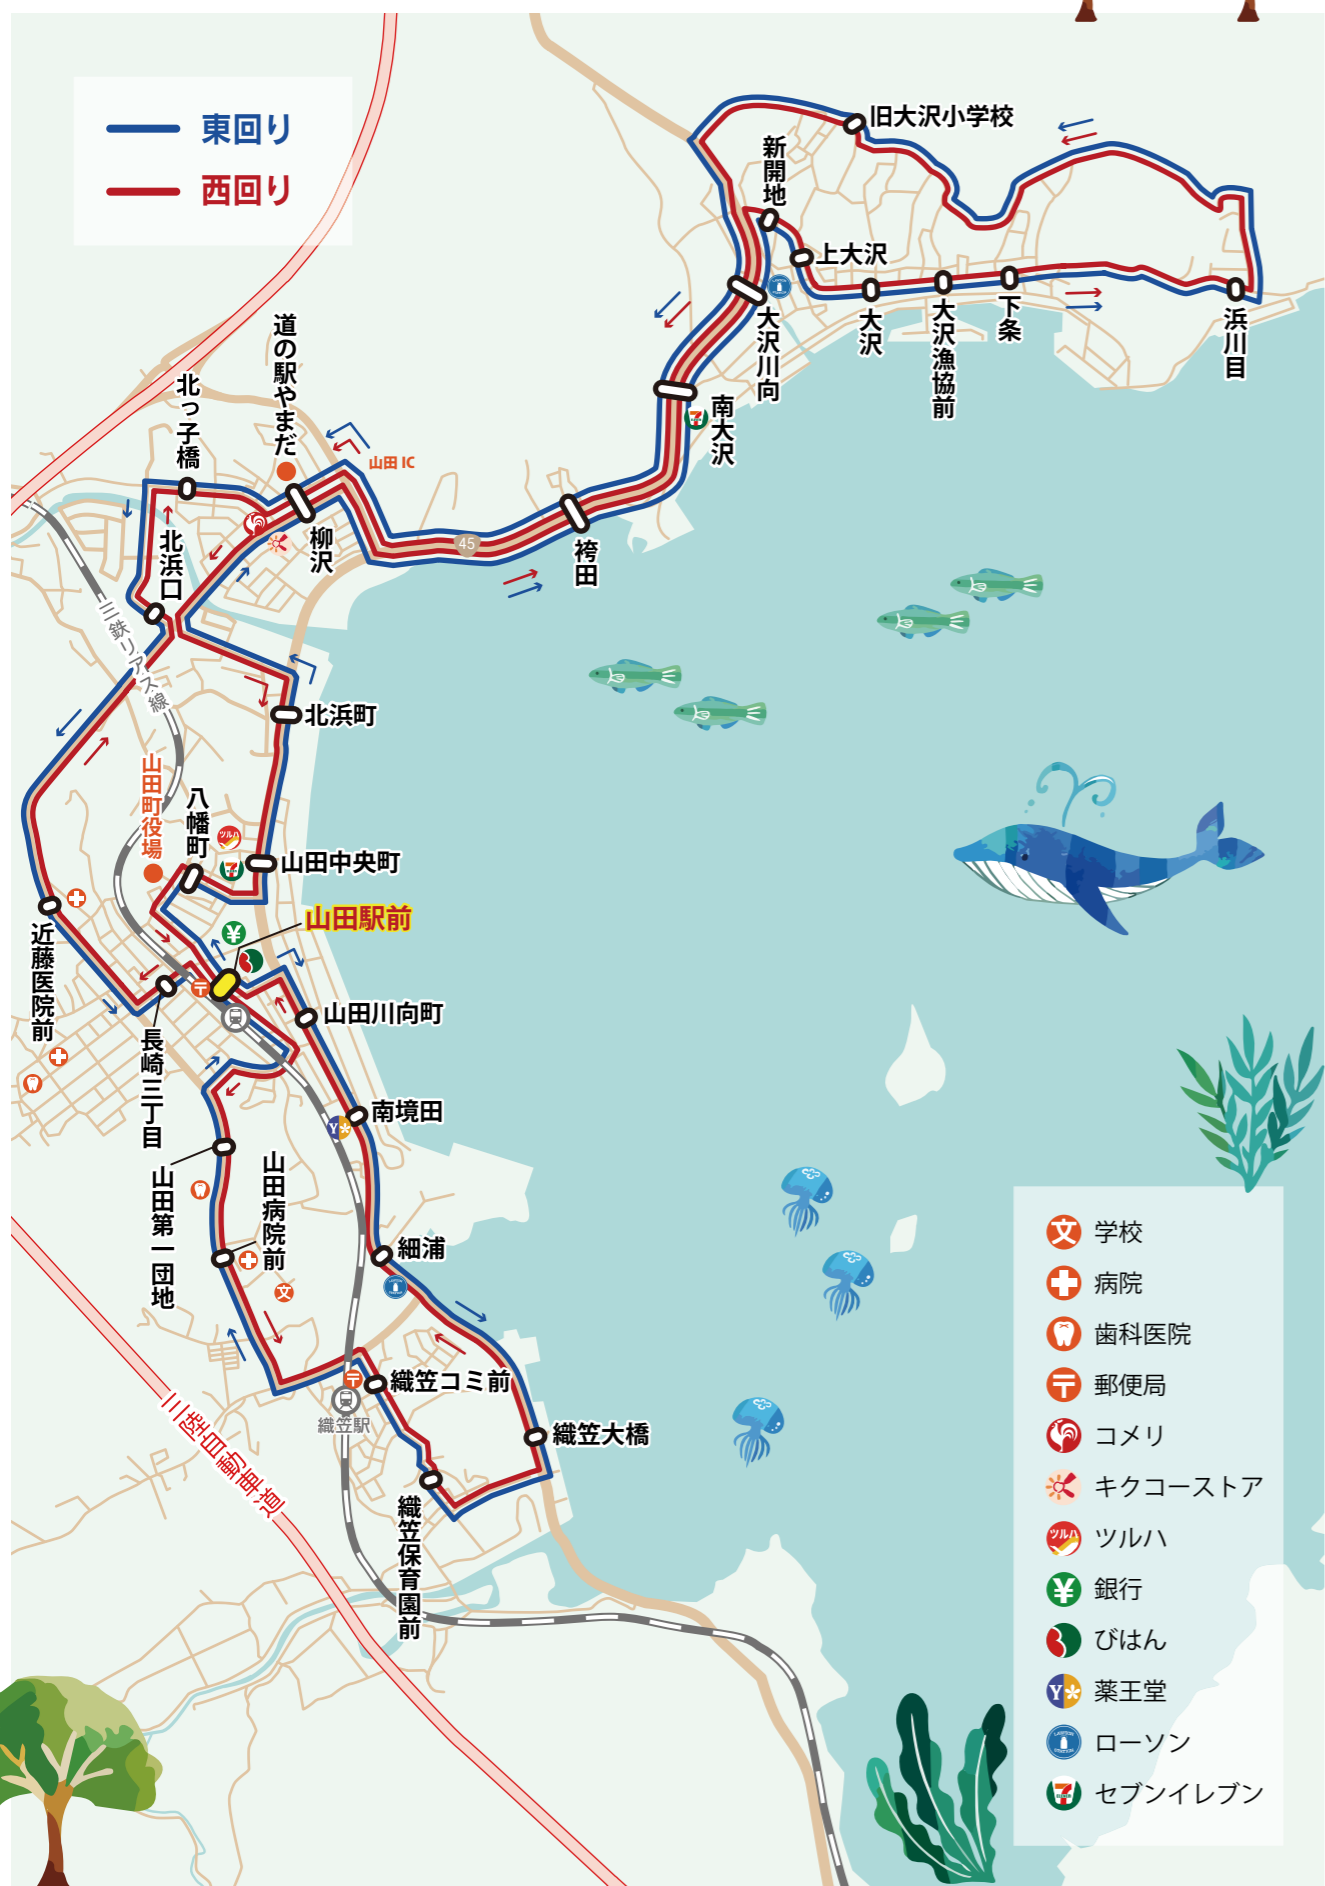 東回り
西回り
旧大沢小学校
新開地
上大沢
大沢川向
大沢
大沢漁協前
下条
浜川目
南大沢
道の駅やまだ
北っ子橋
山田 IC
柳沢
北浜口
45
袴田
三鉄リアス線
北浜町
山田町役場
八幡町
ツルハ
山田中央町
山田駅前
近藤医院前
山田川向町
長崎三丁目
南境田
山田第一団地
山田病院前
細浦
文
織笠コミ前
織笠駅
織笠大橋
三陸自動車道
織笠保育園前
文 学校
病院
歯科医院
〒 郵便局
コメリ
キクコーストア
ツルハ ツルハ
¥ 銀行
びはん
Y 薬王堂
ローソン
7 セブンイレブン